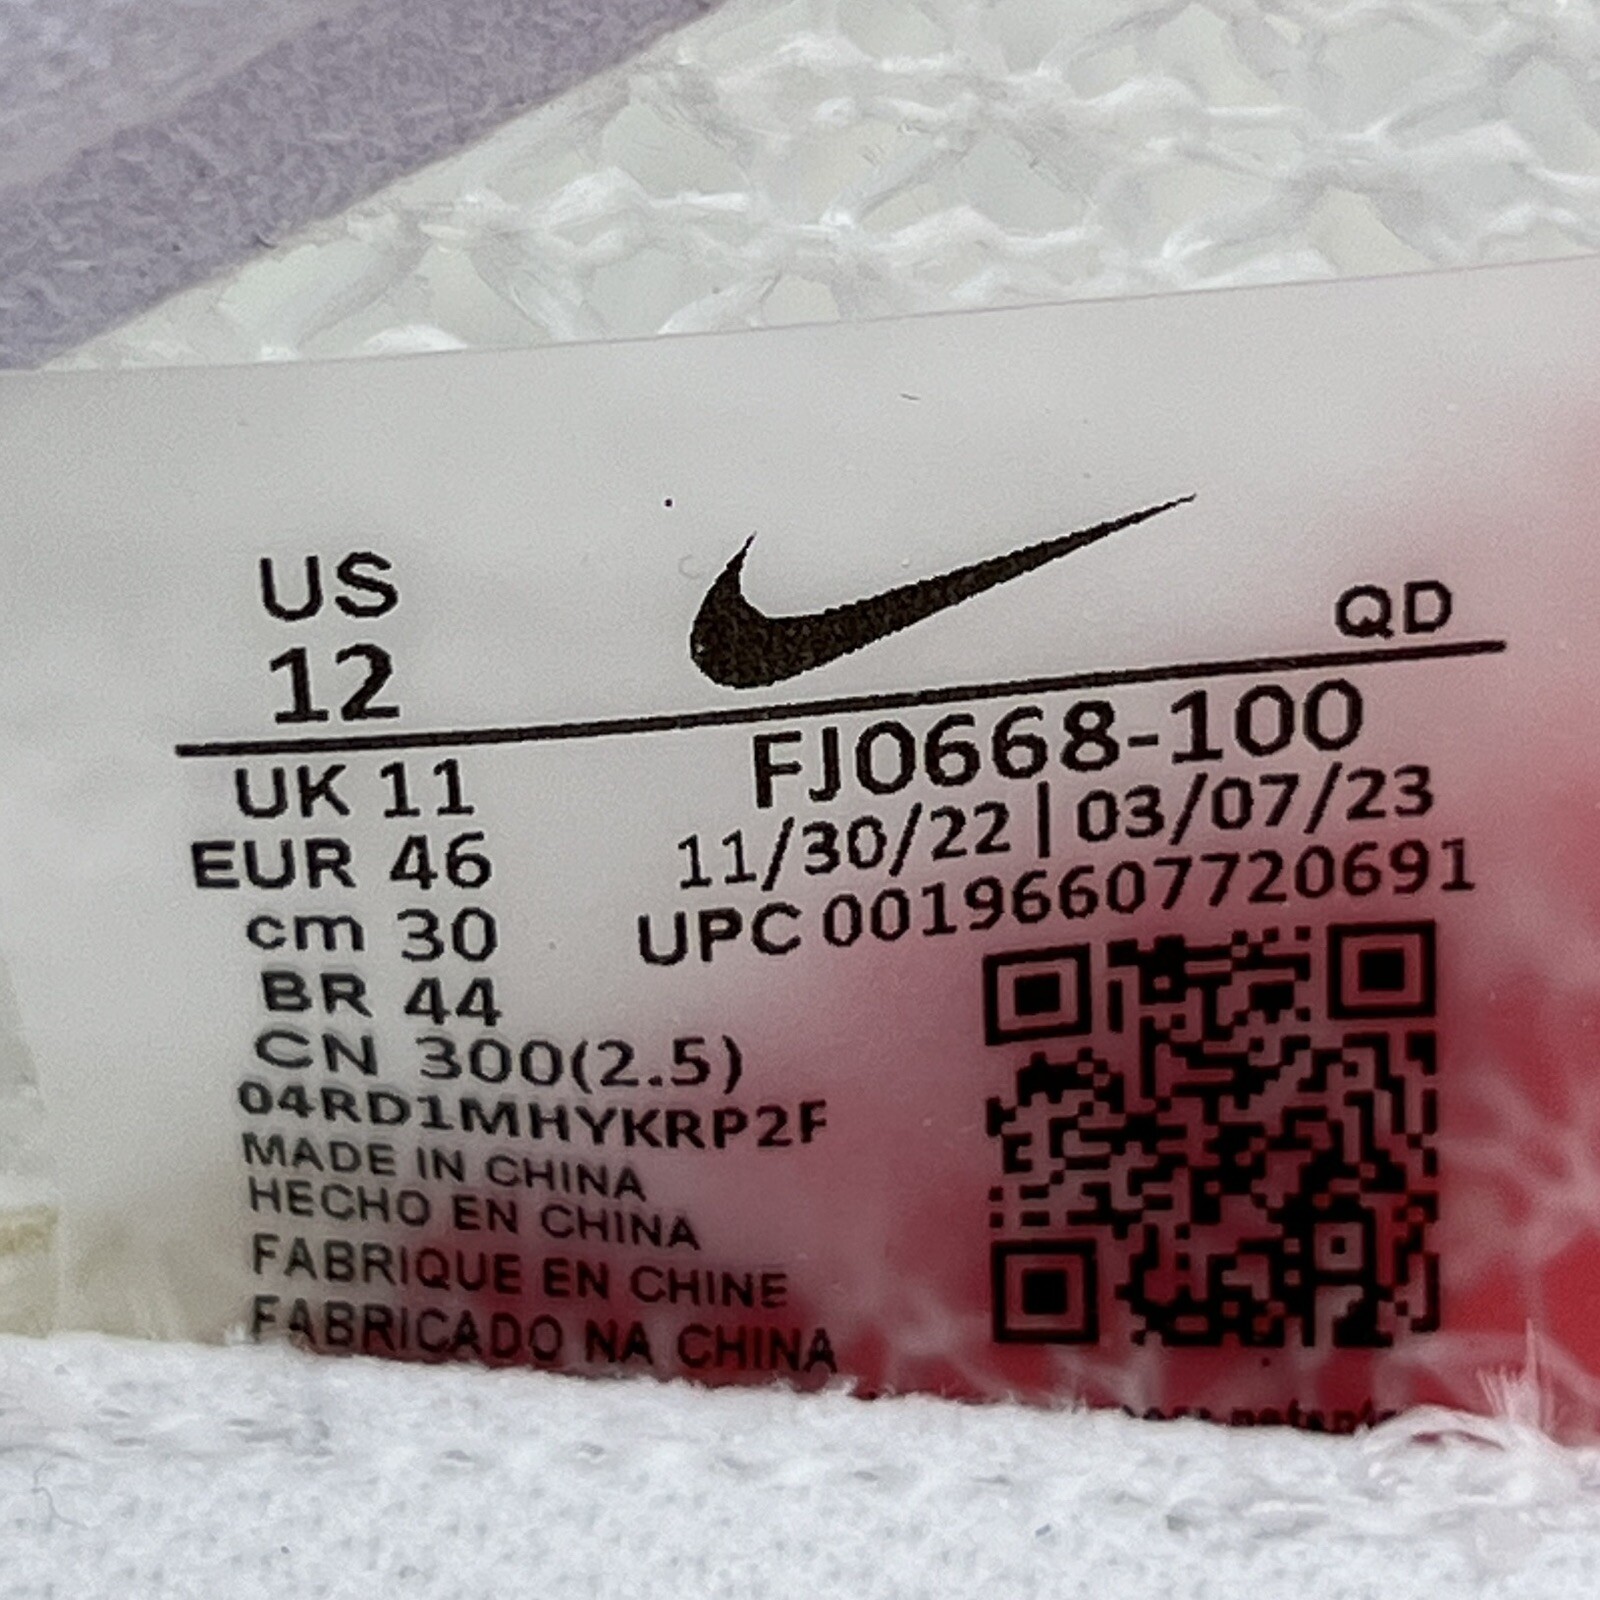 US
12
QD
FJ0668-100
11/30/22 | 03/07/23
UPC 00196607720691
UK 11
EUR 46
cm 30
BR 44
CN 300(2.5)
04RD1MHYKRP2F
MADE IN CHINA
HECHO EN CHINA
FABRIQUE EN CHINE
FABRICADO NA CHINA